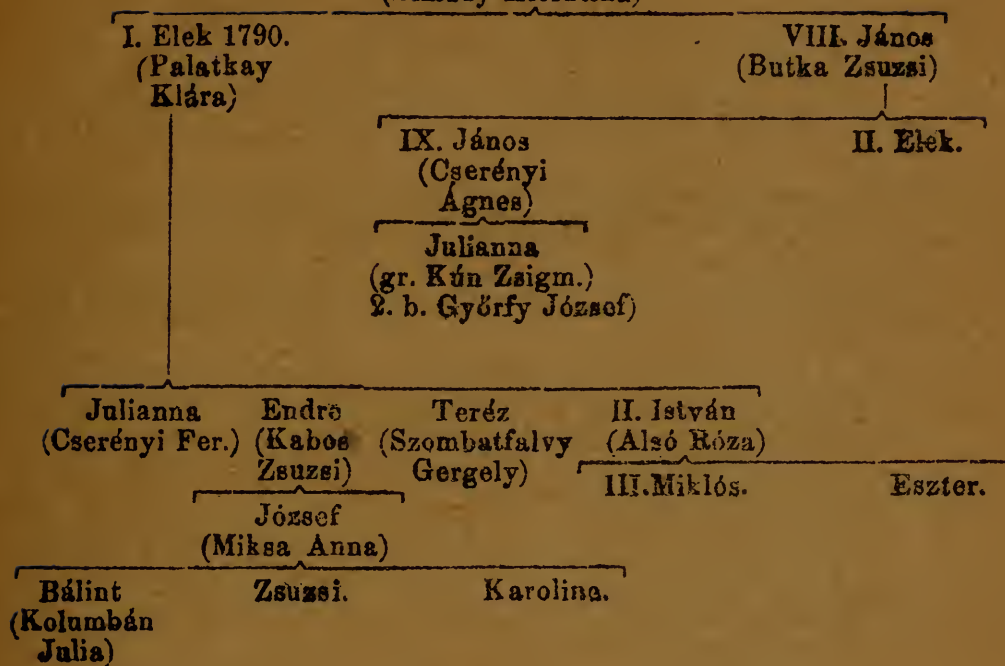 I. Elek 1790. VIII. János
(Palatkay (Butka Zsuzsi)
Klára)
IX. János II. Elek.
(Cserényi
Ágnes)
Julianna
(gr. Kún Zsigm.)
2. b. Győrfy József)
Julianna Endre Teréz II. István
(Cserényi Fer.) (Kabos (Szombatfalvy (Alsó Róza)
Zsuzsi) Gergely) III. Miklós. Eszter.
József
(Miksa Anna)
Bálint Zsuzsi. Karolina.
(Kolumbán
Julia)